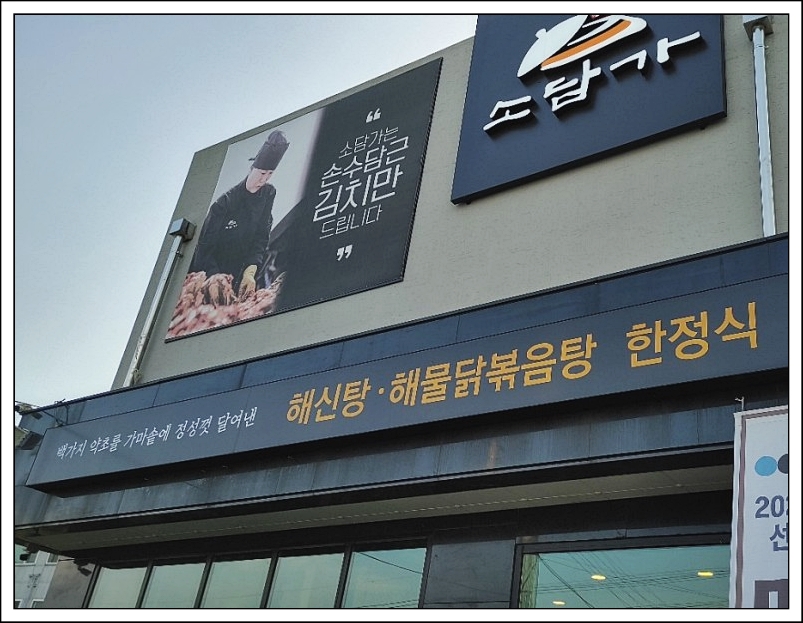 소담가
“
소담가는
손수담근
김치만
드립니다
”
백가지 약초를 가마솥에 정성껏 달여낸 해신탕·해물닭볶음탕 한정식
202
선